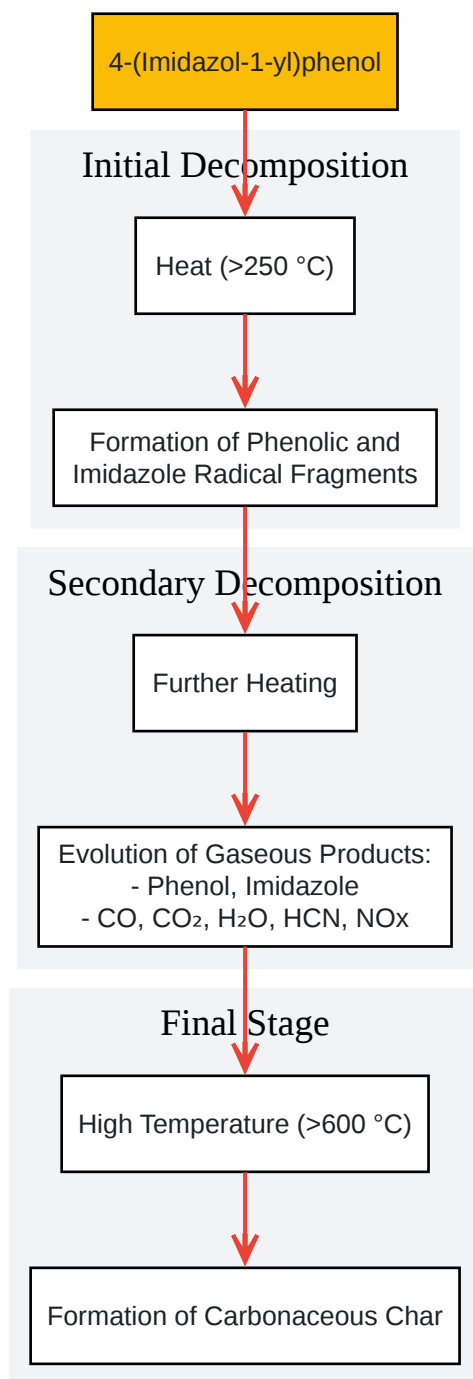 4-(Imidazol-1-yl)phenol
Initial Decomposition
Heat (>250 °C)
Formation of Phenolic and
Imidazole Radical Fragments
Secondary Decomposition
Further Heating
Evolution of Gaseous Products:
- Phenol, Imidazole
- CO, CO₂, H₂O, HCN, NOx
Final Stage
High Temperature (>600 °C)
Formation of Carbonaceous Char